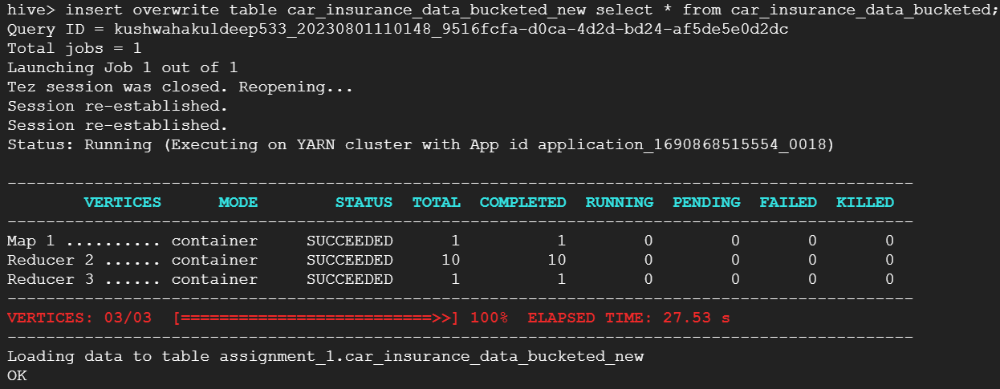 hive> insert overwrite table car_insurance_data_bucketed_new select * from car_insurance_data_bucketed;
Query ID = kushwahakuldeep533_20230801110148_9516fcfa-d0ca-4d2d-bd24-af5de5e0d2dc
Total jobs = 1
Launching Job 1 out of 1
Tez session was closed. Reopening...
Session re-established.
Session re-established.
Status: Running (Executing on YARN cluster with App id application_1690868515554_0018)
----------------------------------------------------------------------------------------------
        VERTICES      MODE        STATUS  TOTAL  COMPLETED  RUNNING  PENDING  FAILED  KILLED
----------------------------------------------------------------------------------------------
Map 1 .......... container     SUCCEEDED      1          1        0        0       0       0
Reducer 2 ...... container     SUCCEEDED     10         10        0        0       0       0
Reducer 3 ...... container     SUCCEEDED      1          1        0        0       0       0
----------------------------------------------------------------------------------------------
VERTICES: 03/03  [==========================>>] 100%  ELAPSED TIME: 27.53 s
----------------------------------------------------------------------------------------------
Loading data to table assignment_1.car_insurance_data_bucketed_new
OK